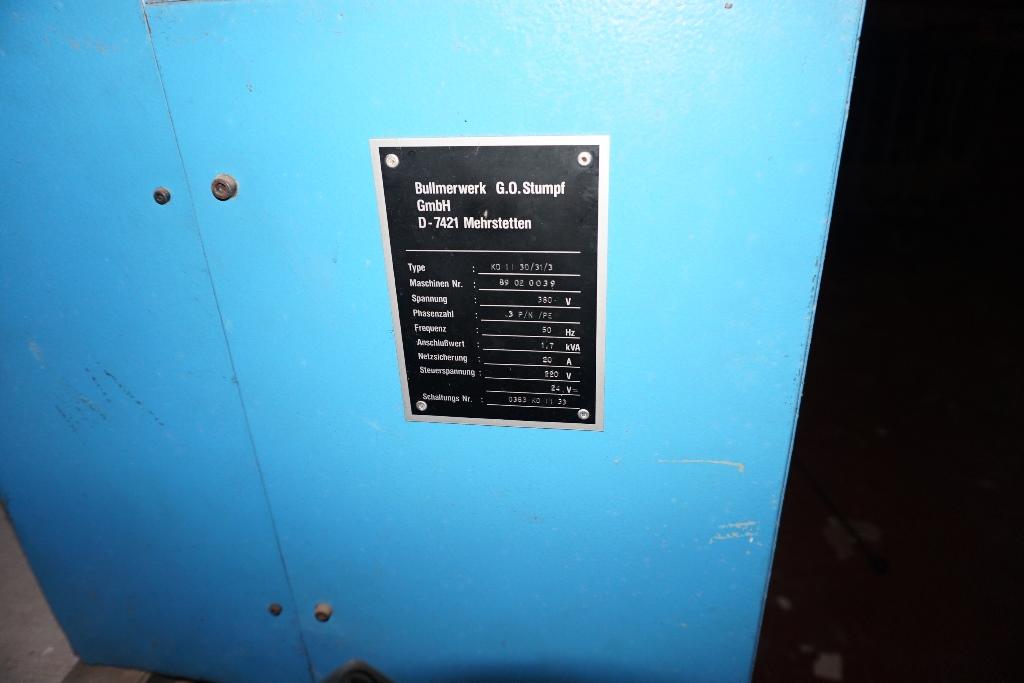 Bullmerwerk G.O. Stumpf
GmbH
D-7421 Mehrstetten
Type : KO 11 30/31/3
Maschinen Nr. : 89 02 0039
Spannung : 380 V
Phasenzahl : 3 P/N /PE
Frequenz : 50 Hz
Anschlußwert : 1,7 kVA
Netzsicherung : 20 A
Steuerspannung : 220 V
24 V=
Schaltungs Nr. : 0363 KO 11 33